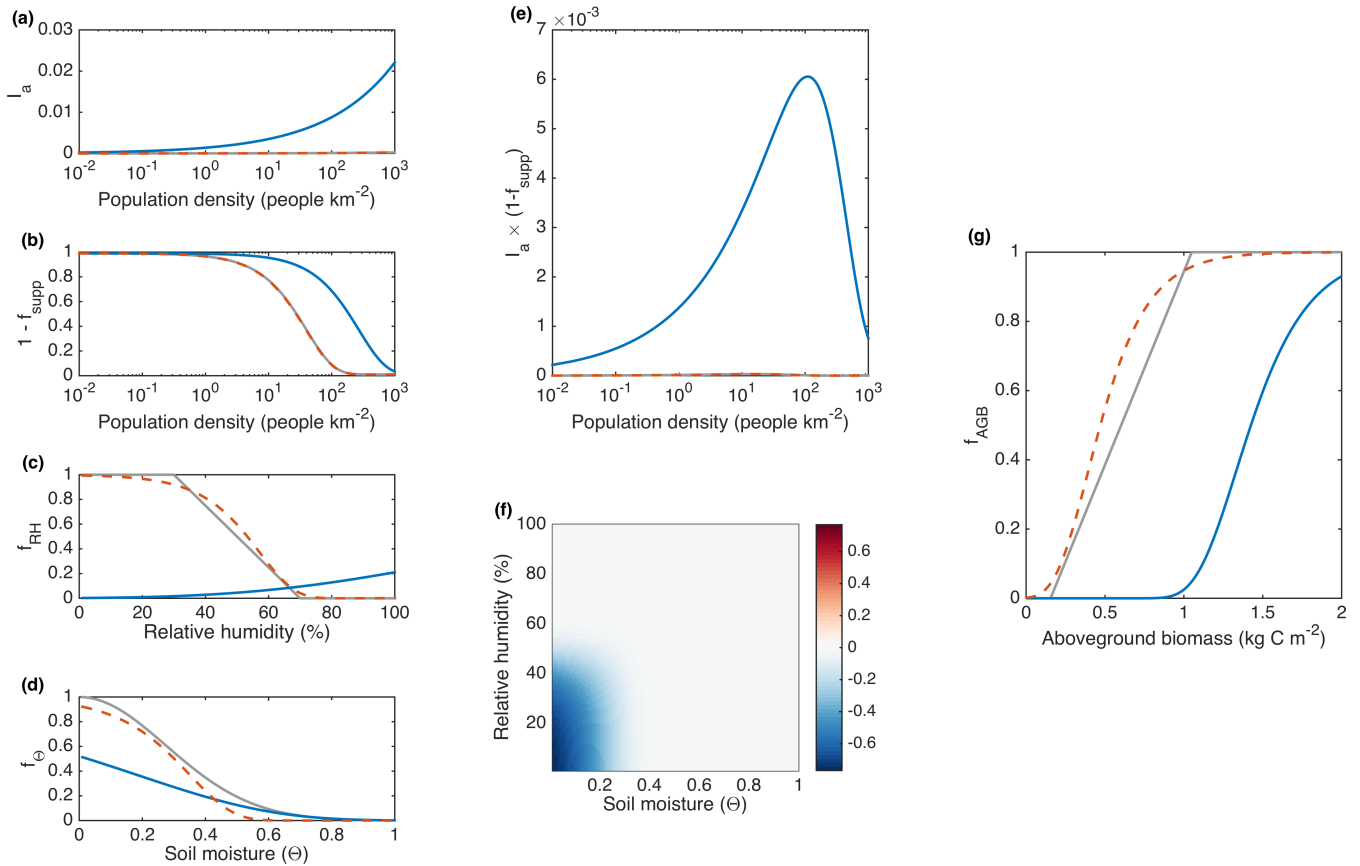 (a)
0.03
0.02
0.01
0
I_a
10^-2 10^-1 10^0 10^1 10^2 10^3
Population density (people km^-2)
(b)
1
0.8
0.6
0.4
0.2
0
1 - f_supp
10^-2 10^-1 10^0 10^1 10^2 10^3
Population density (people km^-2)
(c)
1
0.8
0.6
0.4
0.2
0
f_RH
0 20 40 60 80 100
Relative humidity (%)
(d)
1
0.8
0.6
0.4
0.2
0
f_Θ
0 0.2 0.4 0.6 0.8 1
Soil moisture (Θ)
(e)
×10^-3
7
6
5
4
3
2
1
0
I_a × (1-f_supp)
10^-2 10^-1 10^0 10^1 10^2 10^3
Population density (people km^-2)
(f)
100
80
60
40
20
Relative humidity (%)
0.2 0.4 0.6 0.8 1
Soil moisture (Θ)
0.6
0.4
0.2
0
-0.2
-0.4
-0.6
(g)
1
0.8
0.6
0.4
0.2
0
f_AGB
0 0.5 1 1.5 2
Aboveground biomass (kg C m^-2)